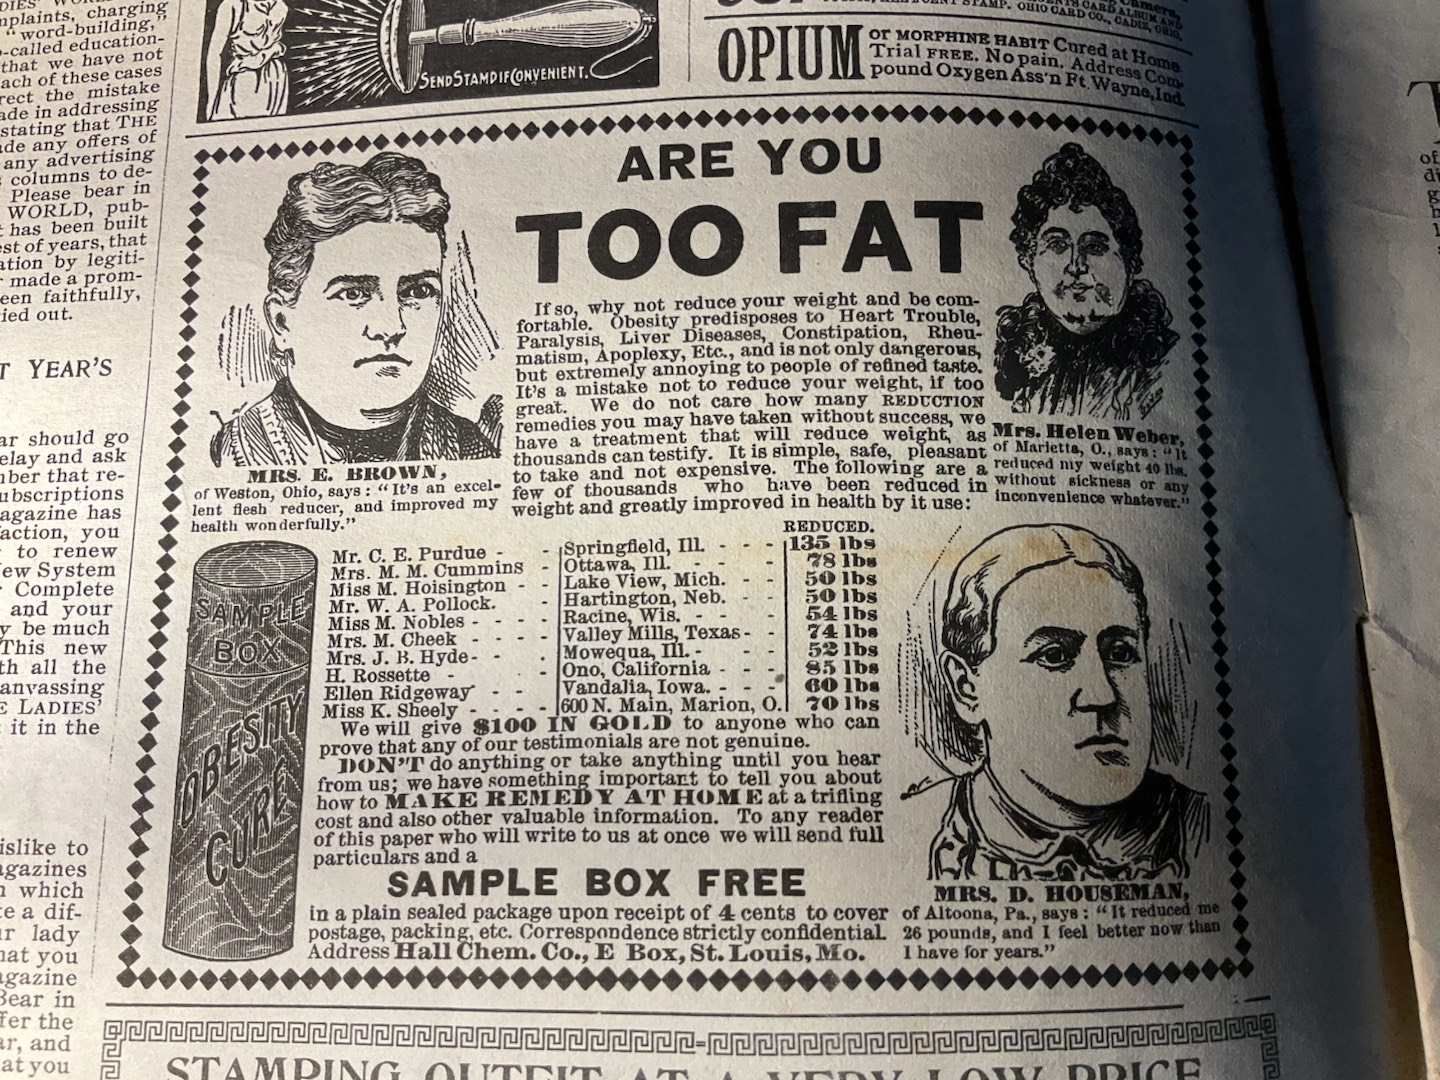 mplaints, charging
"word-building,"
-called education-
that we have not
ach of these cases
rect the mistake
ade in addressing
stating that THE
de any offers of
any advertising
columns to de-
Please bear in
WORLD, pub-
t has been built
est of years, that
ation by legiti-
made a prom-
een faithfully,
ied out.
T YEAR'S
ar should go
elay and ask
mber that re-
ubscriptions
agazine has
action, you
to renew
New System
Complete
and your
y be much
This new
th all the
anvassing
E LADIES'
it in the
islike to
agazines
n which
te a dif-
ur lady
hat you
agazine
Bear in
ffer the
ar, and
at you
SEND STAMP IF CONVENIENT.
STAMP. OHIO CARD CO., CADIZ, OHIO.
OPIUM or MORPHINE HABIT Cured at Home.
Trial FREE. No pain. Address Com-
pound Oxygen Ass'n Ft. Wayne, Ind.
ARE YOU
TOO FAT
If so, why not reduce your weight and be com-
fortable. Obesity predisposes to Heart Trouble,
Paralysis, Liver Diseases, Constipation, Rheu-
matism, Apoplexy, Etc., and is not only dangerous,
but extremely annoying to people of refined taste.
It's a mistake not to reduce your weight, if too
great. We do not care how many REDUCTION
remedies you may have taken without success, we
have a treatment that will reduce weight, as
thousands can testify. It is simple, safe, pleasant
to take and not expensive. The following are a
few of thousands who have been reduced in
weight and greatly improved in health by it use:
MRS. E. BROWN,
of Weston, Ohio, says: "It's an excel-
lent flesh reducer, and improved my
health wonderfully."
Mrs. Helen Weber,
of Marietta, O., says: "It
reduced my weight 40 lbs.
without sickness or any
inconvenience whatever."
REDUCED.
Mr. C. E. Purdue - - Springfield, Ill. - - - 135 lbs
Mrs. M. M. Cummins - Ottawa, Ill. - - - 78 lbs
Miss M. Hoisington - - Lake View, Mich. - - 50 lbs
Mr. W. A. Pollock. - Hartington, Neb. - - 50 lbs
Miss M. Nobles - - - - Racine, Wis. - - - 54 lbs
Mrs. M. Cheek - - - - Valley Mills, Texas - - 74 lbs
Mrs. J. B. Hyde - - - Mowequa, Ill. - - - 52 lbs
H. Rossette - - - Ono, California - - - 85 lbs
Ellen Ridgeway - - - Vandalia, Iowa. - - - 60 lbs
Miss K. Sheely - - - - 600 N. Main, Marion, O. 70 lbs
SAMPLE
BOX
OBESITY
CURE
We will give $100 IN GOLD to anyone who can
prove that any of our testimonials are not genuine.
DON'T do anything or take anything until you hear
from us; we have something important to tell you about
how to MAKE REMEDY AT HOME at a trifling
cost and also other valuable information. To any reader
of this paper who will write to us at once we will send full
particulars and a
SAMPLE BOX FREE
in a plain sealed package upon receipt of 4 cents to cover
postage, packing, etc. Correspondence strictly confidential.
Address Hall Chem. Co., E Box, St. Louis, Mo.
MRS. D. HOUSEMAN,
of Altoona, Pa., says: "It reduced me
26 pounds, and I feel better now than
I have for years."
STAMPING OUTFIT AT A VERY LOW PRICE